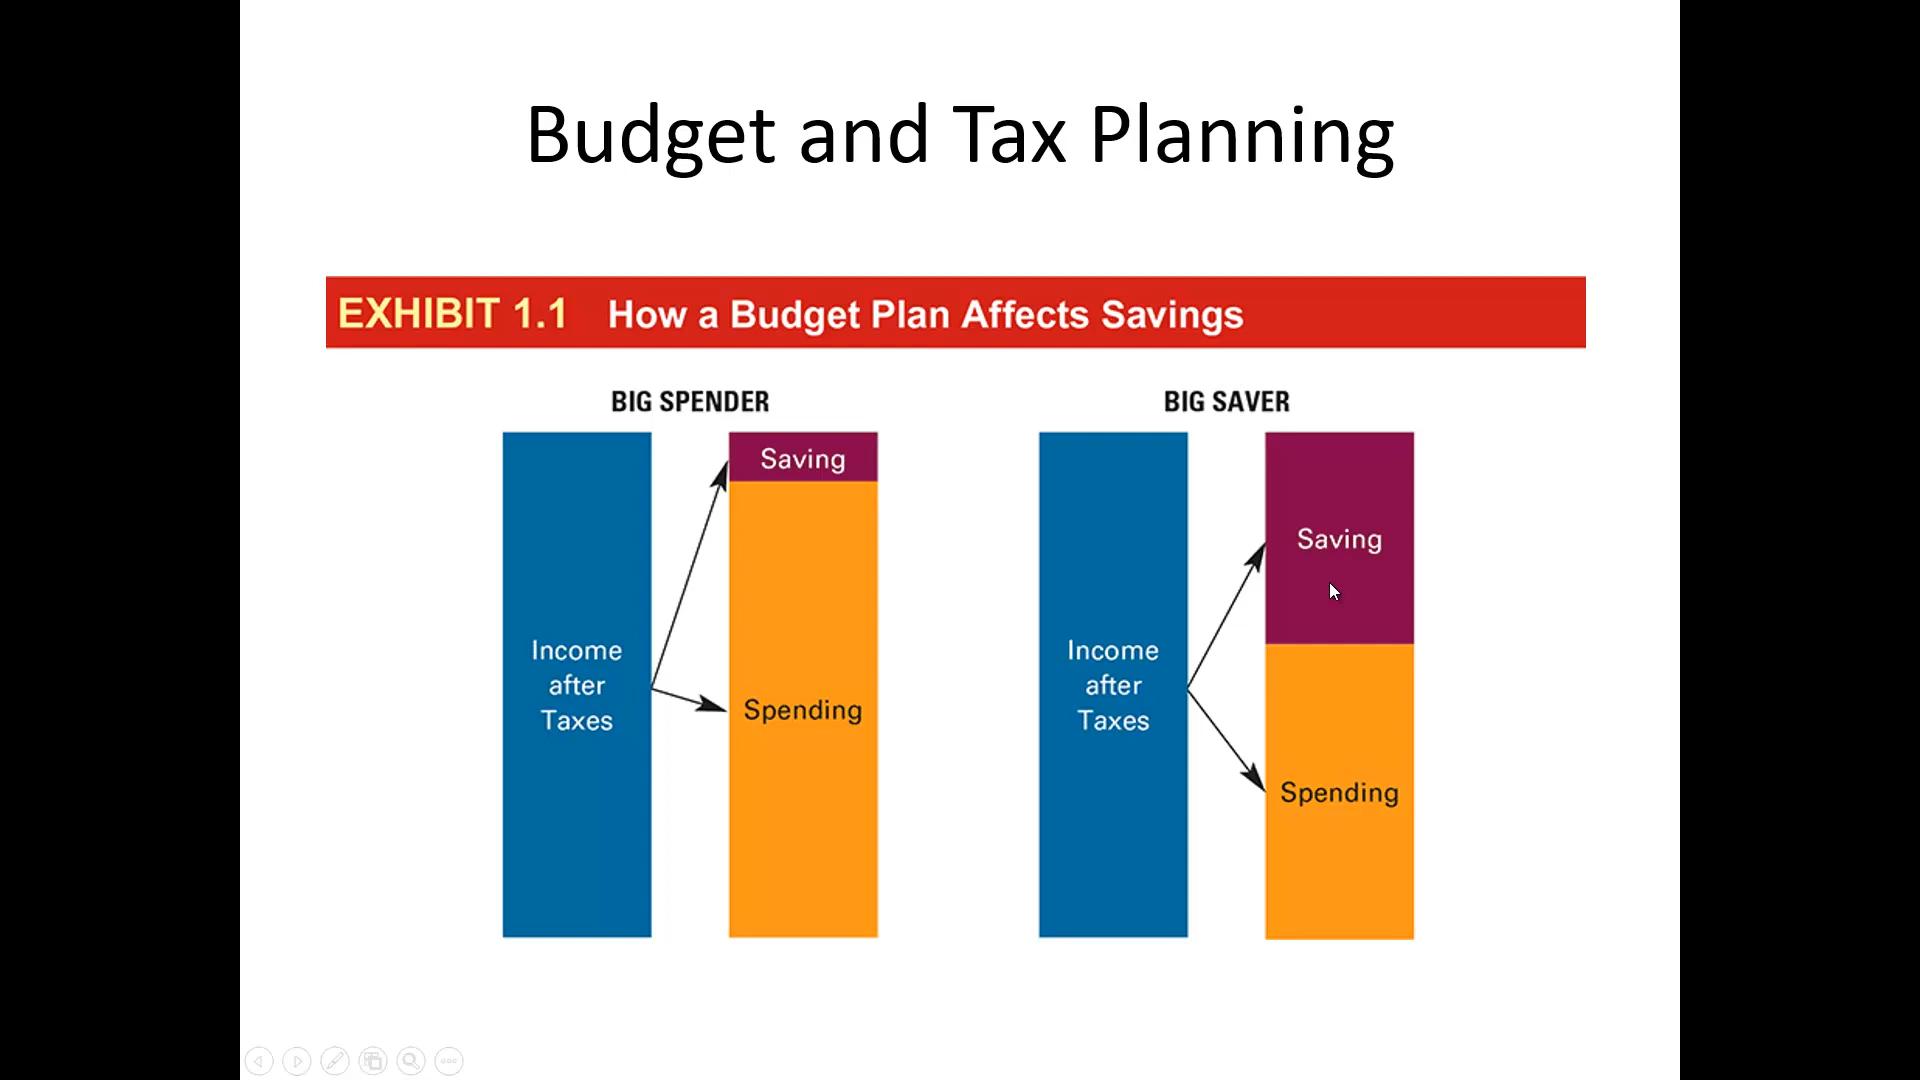 Budget and Tax Planning
EXHIBIT 1.1 How a Budget Plan Affects Savings
BIG SPENDER
Saving
Income
after
Taxes
Spending
BIG SAVER
Saving
Income
after
Taxes
Spending